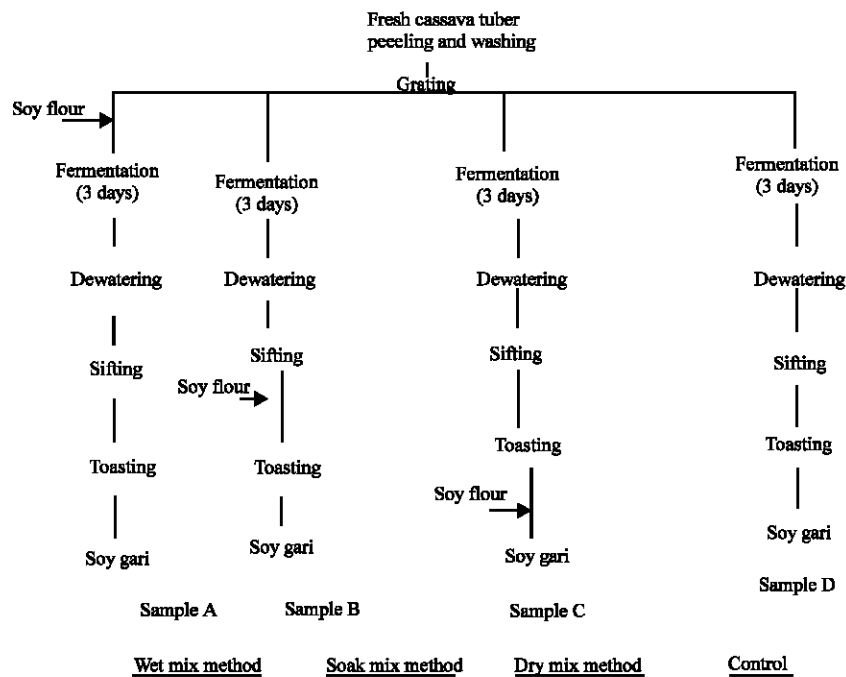 Fresh cassava tuber
peeeling and washing
Grating
Soy flour
Fermentation
(3 days)
Dewatering
Sifting
Toasting
Soy gari
Sample A
Wet mix method
Fermentation
(3 days)
Dewatering
Sifting
Soy flour
Toasting
Soy gari
Sample B
Soak mix method
Fermentation
(3 days)
Dewatering
Sifting
Toasting
Soy flour
Soy gari
Sample C
Dry mix method
Fermentation
(3 days)
Dewatering
Sifting
Toasting
Soy gari
Sample D
Control